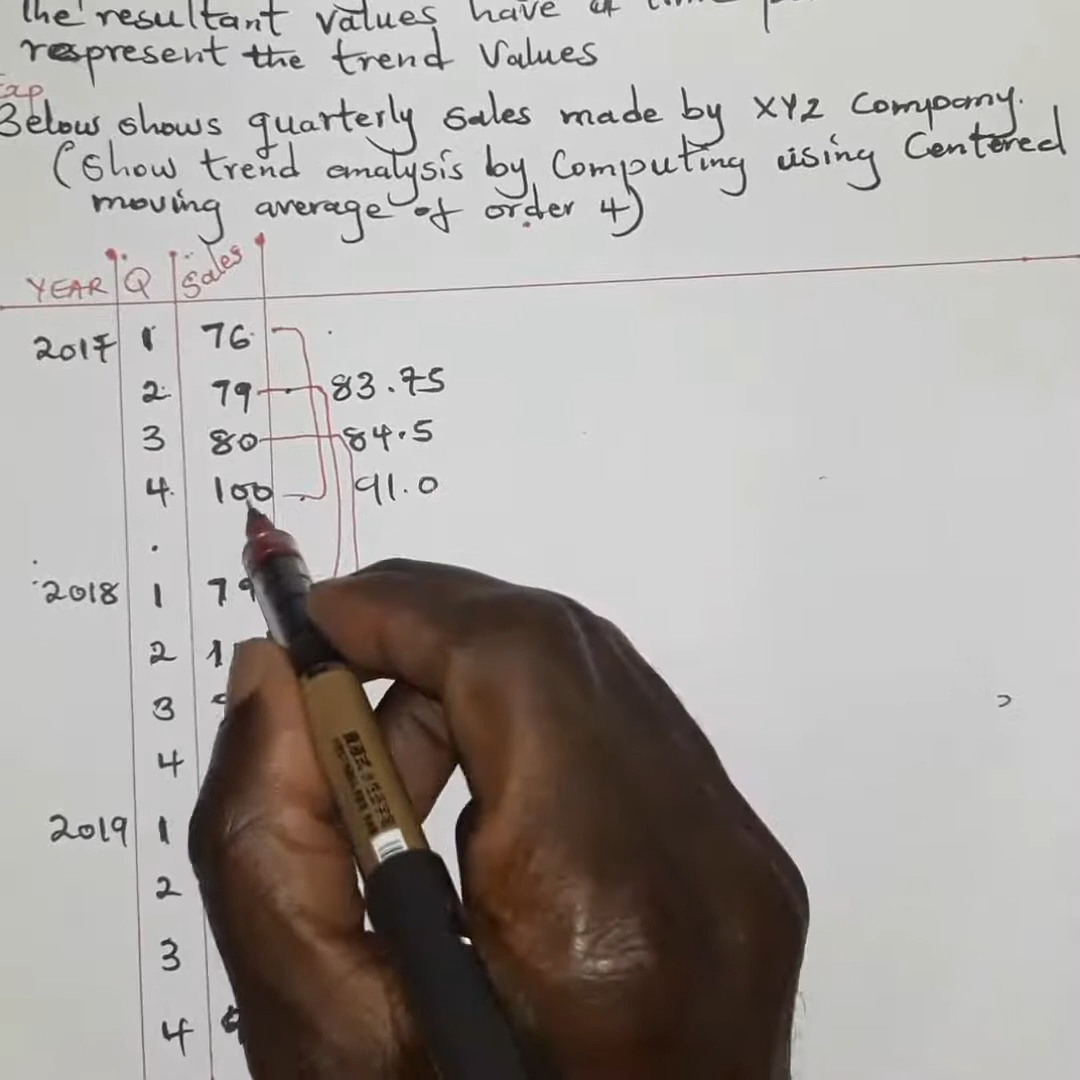 the resultant values have
represent the trend Values
Below shows quarterly sales made by XYZ Company.
(Show trend analysis by Computing using Centered
moving average of order 4)
YEAR Q Sales
2017 1 76
2 79 83.75
3 80 84.5
4 100 91.0
2018 1 79
2
3
4
2019 1
2
3
4